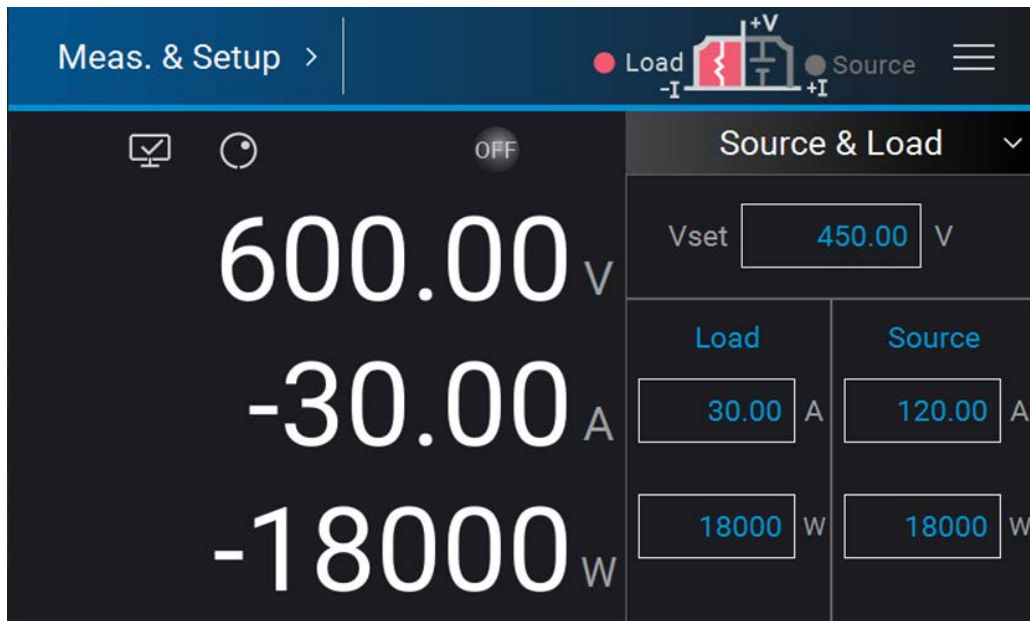 Meas. & Setup >
+V
Load
Source
-I
+I
OFF
Source & Load
600.00 V
Vset 450.00 V
Load Source
-30.00 A
30.00 A 120.00 A
-18000 W
18000 W 18000 W